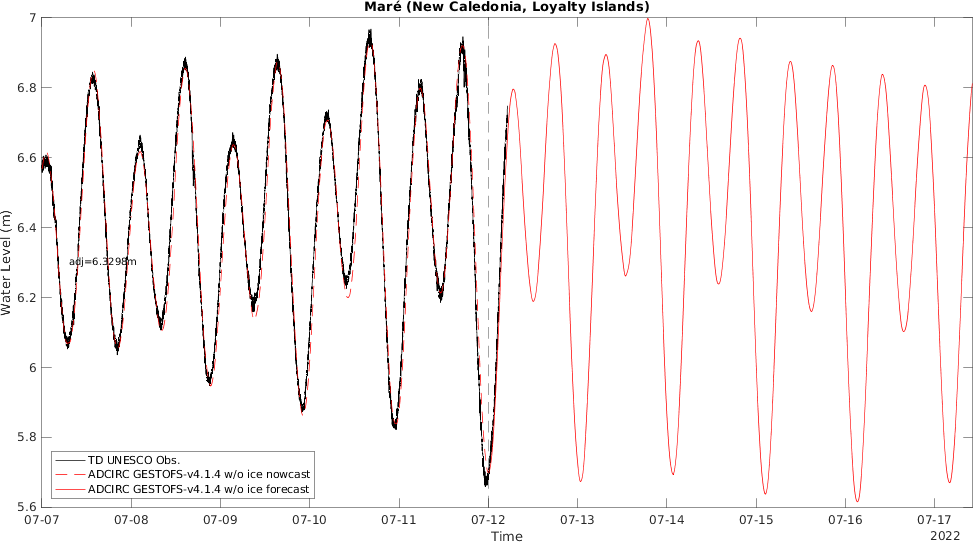 Maré (New Caledonia, Loyalty Islands)
7
6.8
6.6
6.4
6.2
6
5.8
5.6
Water Level (m)
adj=6.3298m
TD UNESCO Obs.
ADCIRC GESTOFS-v4.1.4 w/o ice nowcast
ADCIRC GESTOFS-v4.1.4 w/o ice forecast
07-07 07-08 07-09 07-10 07-11 07-12 07-13 07-14 07-15 07-16 07-17
Time
2022